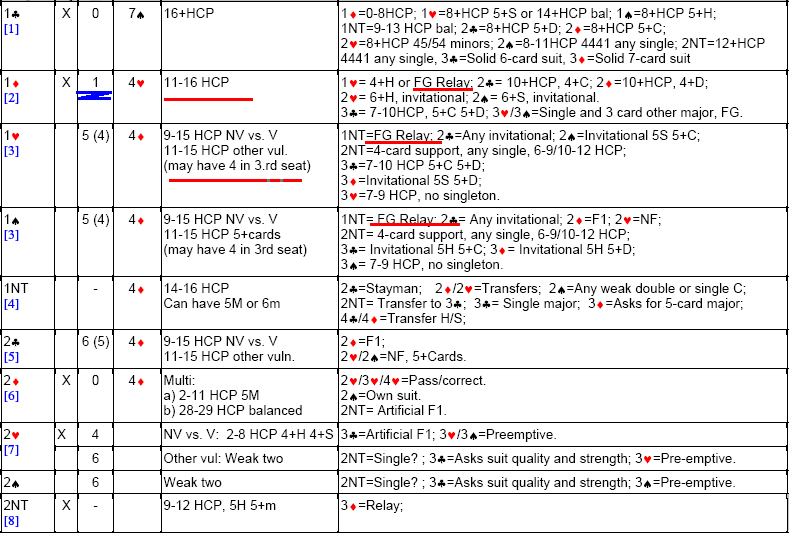 1♣ X 0 7♠ 16+HCP 1♦=0-8HCP; 1♥=8+HCP 5+S or 14+HCP bal; 1♠=8+HCP 5+H;
[1] 1NT=9-13 HCP bal; 2♣=8+HCP 5+D; 2♦=8+HCP 5+C;
2♥=8+HCP 45/54 minors; 2♠=8-11HCP 4441 any single; 2NT=12+HCP
4441 any single, 3♣=Solid 6-card suit, 3♦=Solid 7-card suit
1♦ X 1 4♥ 11-16 HCP 1♥= 4+H or FG Relay; 2♣= 10+HCP, 4+C; 2♦=10+HCP, 4+D;
[2] 2♥= 6+H, invitational; 2♠= 6+S, invitational.
3♣= 7-10HCP, 5+C 5+D; 3♥/3♠=Single and 3 card other major, FG.
1♥ 5 (4) 4♦ 9-15 HCP NV vs. V 1NT=FG Relay; 2♣=Any invitational; 2♠=Invitational 5S 5+C;
[3] 11-15 HCP other vul. 2NT=4-card support, any single, 6-9/10-12 HCP;
(may have 4 in 3.rd seat) 3♣=7-10 HCP 5+C 5+D;
3♦=Invitational 5S 5+D;
3♥=7-9 HCP, no singleton.
1♠ 5 (4) 4♦ 9-15 HCP NV vs. V 1NT= FG Relay; 2♣= Any invitational; 2♦=F1; 2♥=NF;
[3] 11-15 HCP 5+cards 2NT= 4-card support, any single, 6-9/10-12 HCP;
(may have 4 in 3rd seat) 3♣= Invitational 5H 5+C; 3♦= Invitational 5H 5+D;
3♠= 7-9 HCP, no singleton.
1NT - 4♦ 14-16 HCP 2♣=Stayman; 2♦/2♥=Transfers; 2♠=Any weak double or single C;
[4] Can have 5M or 6m 2NT= Transfer to 3♣; 3♣= Single major; 3♦=Asks for 5-card major;
4♣/4♦=Transfer H/S;
2♣ 6 (5) 4♦ 9-15 HCP NV vs. V 2♦=F1;
[5] 11-15 HCP other vuln. 2♥/2♠=NF, 5+Cards.
2♦ X 0 4♦ Multi: 2♥/3♥/4♥=Pass/correct.
[6] a) 2-11 HCP 5M 2♠=Own suit.
b) 28-29 HCP balanced 2NT= Artificial F1.
2♥ X 4 NV vs. V: 2-8 HCP 4+H 4+S 3♣=Artificial F1; 3♥/3♠=Preemptive.
[7] 6 Other vul: Weak two 2NT=Single? ; 3♣=Asks suit quality and strength; 3♥=Pre-emptive.
2♠ 6 Weak two 2NT=Single? ; 3♣=Asks suit quality and strength; 3♠=Pre-emptive.
2NT X - 9-12 HCP, 5H 5+m 3♦=Relay;
[8]